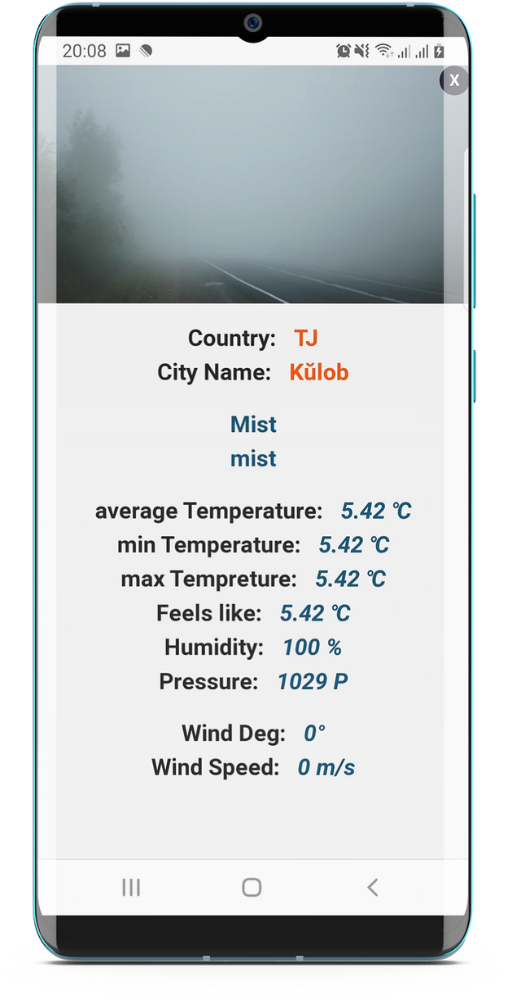 20:08
X
Country: TJ
City Name: Kŭlob
Mist
mist
average Temperature: 5.42 ℃
min Temperature: 5.42 ℃
max Tempreture: 5.42 ℃
Feels like: 5.42 ℃
Humidity: 100 %
Pressure: 1029 P
Wind Deg: 0°
Wind Speed: 0 m/s